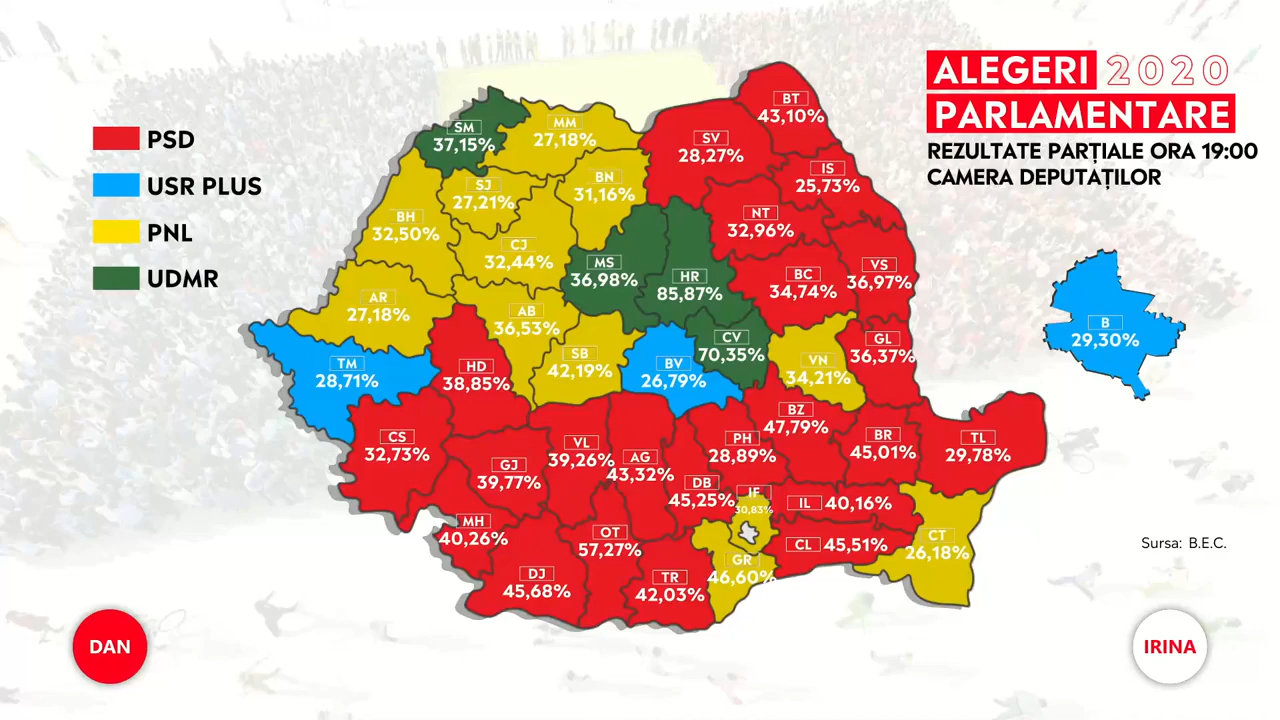 ALEGERI 2020
PARLAMENTARE
REZULTATE PARȚIALE ORA 19:00
CAMERA DEPUTAȚILOR
PSD
USR PLUS
PNL
UDMR
BT
43,10%
SM
37,15%
MM
27,18%
SV
28,27%
IS
25,73%
SJ
27,21%
BN
31,16%
BH
32,50%
NT
32,96%
CJ
32,44%
MS
36,98%
HR
85,87%
BC
34,74%
VS
36,97%
AR
27,18%
AB
36,53%
B
29,30%
TM
28,71%
HD
38,85%
SB
42,19%
BV
26,79%
CV
70,35%
VN
34,21%
GL
36,37%
CS
32,73%
VL
39,26%
AG
43,32%
PH
28,89%
BZ
47,79%
BR
45,01%
TL
29,78%
GJ
39,77%
DB
45,25%
IF
30,83%
IL 40,16%
MH
40,26%
OT
57,27%
CL 45,51%
CT
26,18%
DJ
45,68%
TR
42,03%
GR
46,60%
Sursa: B.E.C.
DAN
IRINA